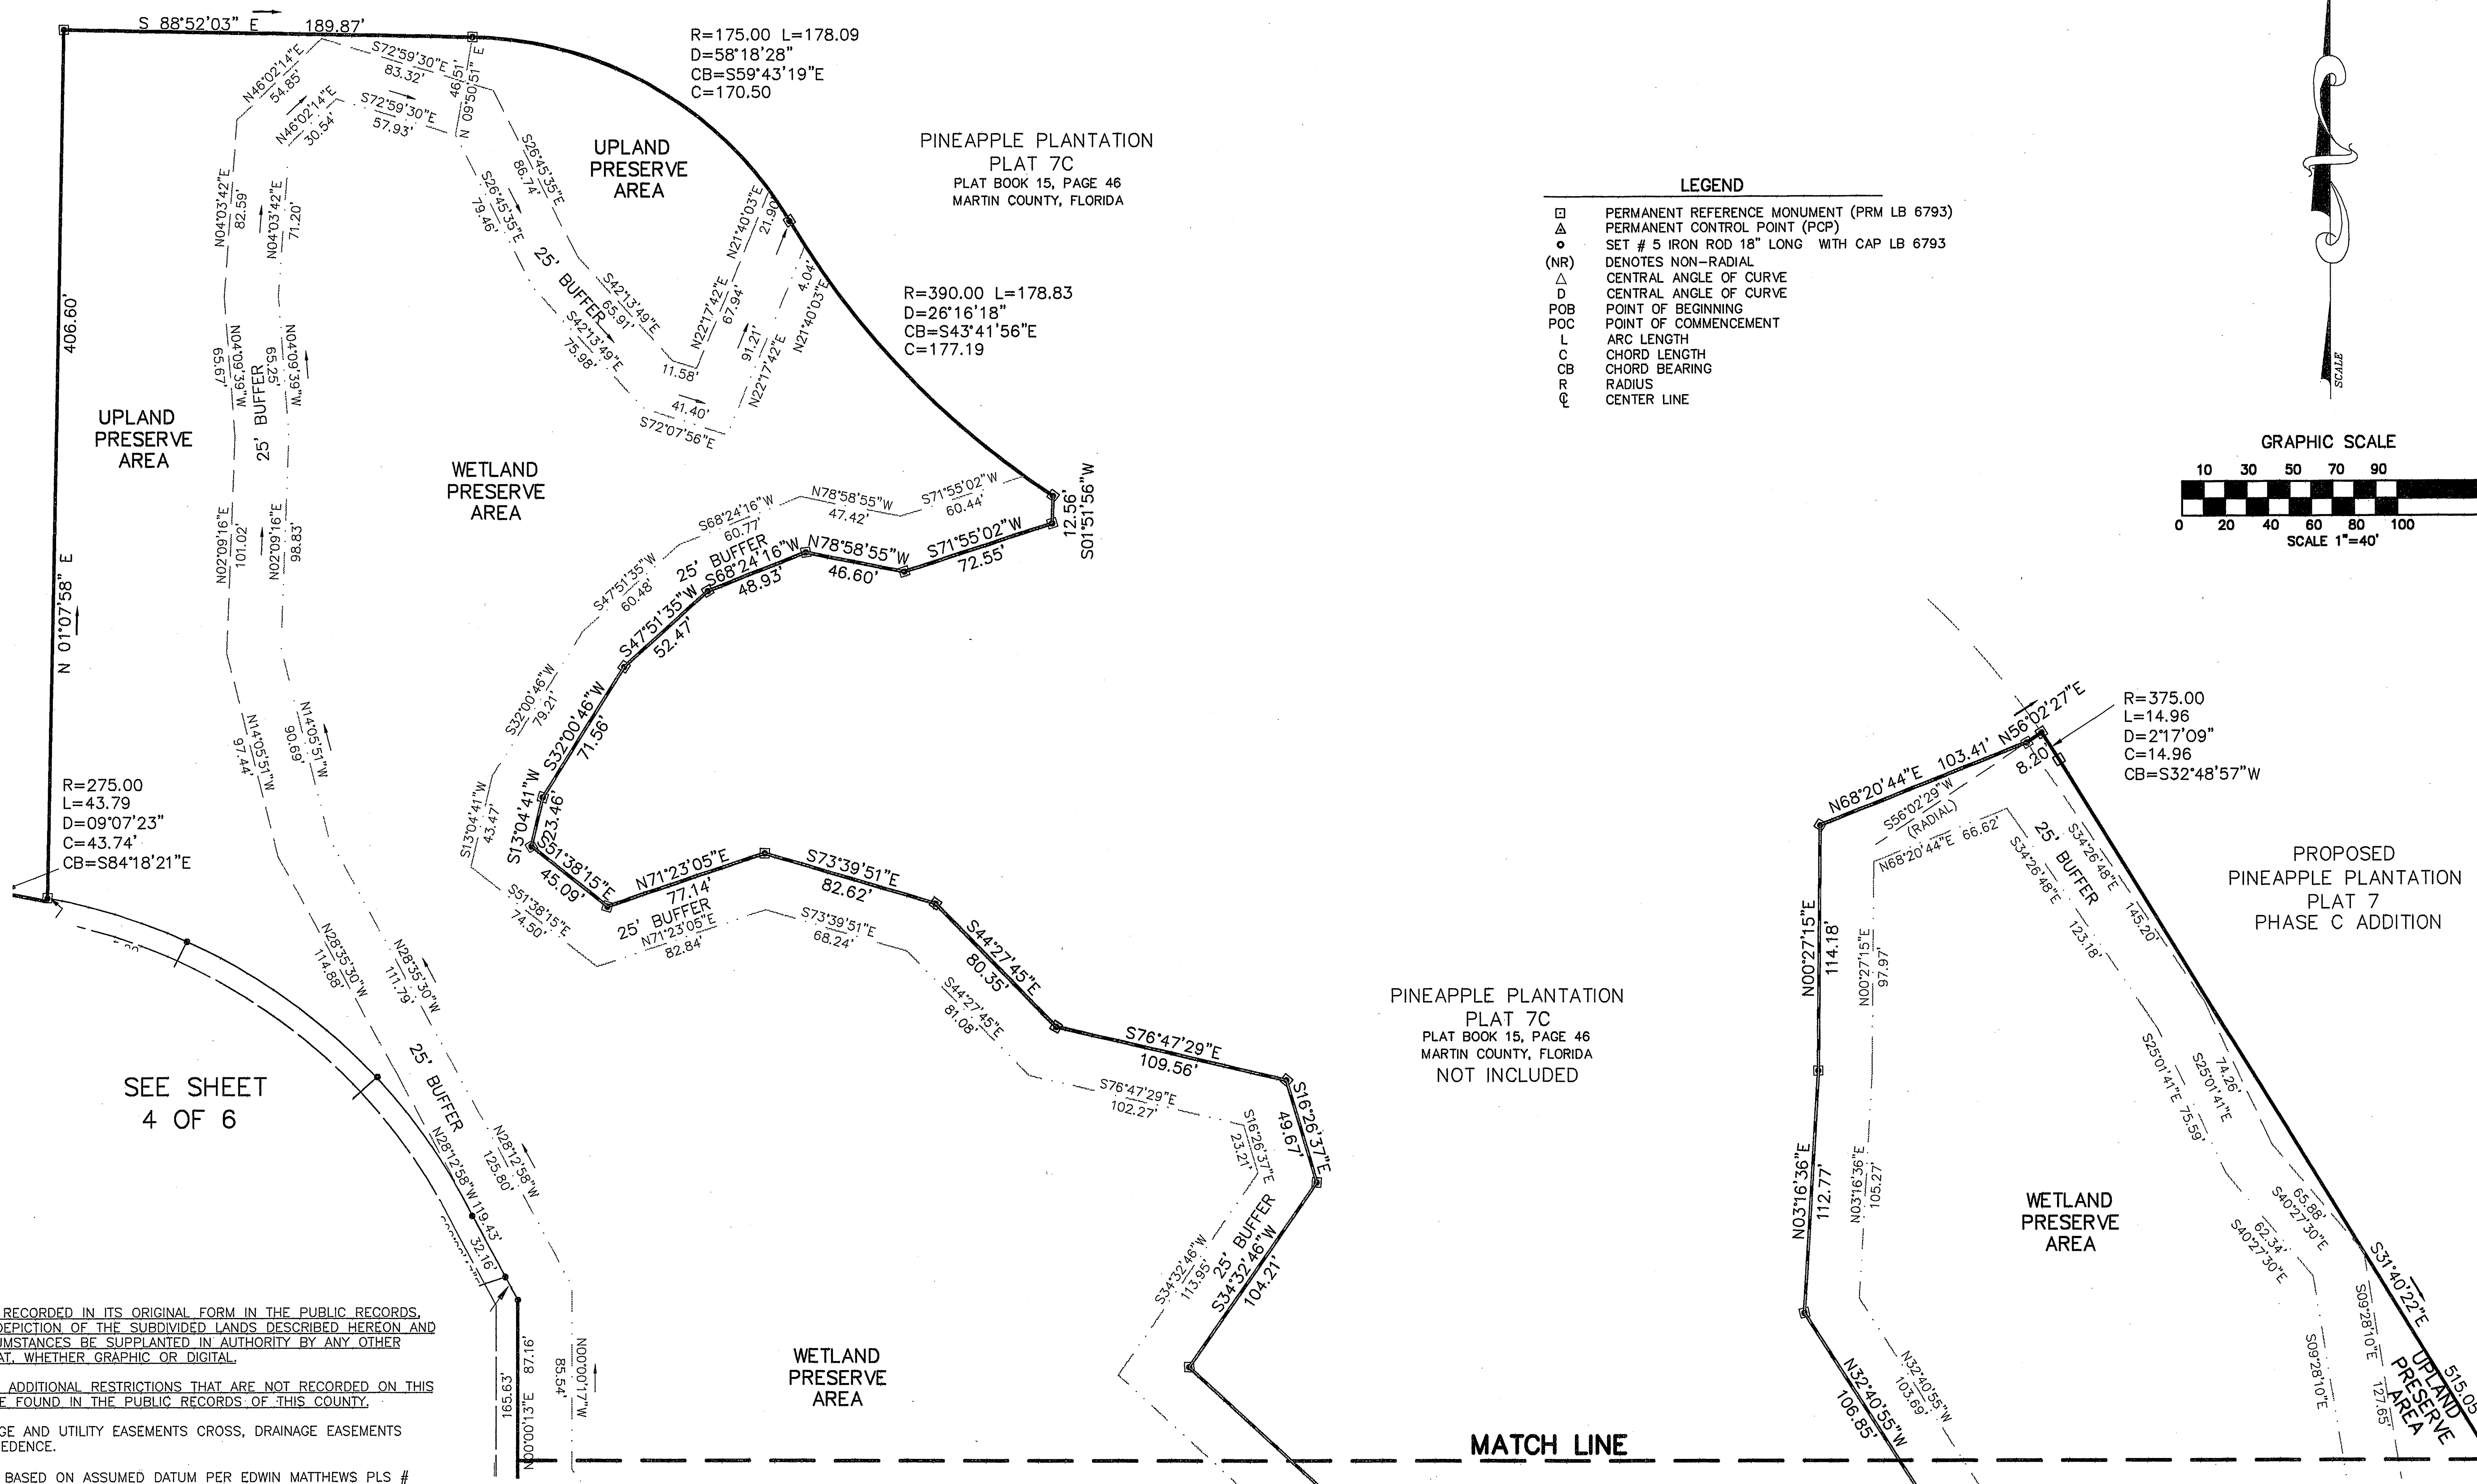 S 88°52'03" E 189.87'
R=175.00 L=178.09
D=58°18'28"
CB=S59°43'19"E
C=170.50
S72°59'30"E
83.32'
N46°02'14"E
54.85'
N 09°50'51" E
46.51'
N46°02'14"E
30.54'
S72°59'30"E
57.93'
UPLAND
PRESERVE
AREA
PINEAPPLE PLANTATION
PLAT 7C
PLAT BOOK 15, PAGE 46
MARTIN COUNTY, FLORIDA
LEGEND
PERMANENT REFERENCE MONUMENT (PRM LB 6793)
PERMANENT CONTROL POINT (PCP)
SET # 5 IRON ROD 18" LONG WITH CAP LB 6793
(NR) DENOTES NON-RADIAL
△ CENTRAL ANGLE OF CURVE
D CENTRAL ANGLE OF CURVE
POB POINT OF BEGINNING
POC POINT OF COMMENCEMENT
L ARC LENGTH
C CHORD LENGTH
CB CHORD BEARING
R RADIUS
℄ CENTER LINE
SCALE
GRAPHIC SCALE
10 30 50 70 90
0 20 40 60 80 100
SCALE 1"=40'
S26°45'35"E
86.74'
S26°45'35"E
79.46'
N04°03'42"E
82.59'
N04°03'42"E
71.20'
N21°40'03"E
21.90'
25' BUFFER
S42°13'49"E
65.91'
S42°13'49"E
75.98'
N22°17'42"E
67.94'
4.04'
N21°40'03"E
91.21'
N22°17'42"E
11.58'
41.40'
S72°07'56"E
R=390.00 L=178.83
D=26°16'18"
CB=S43°41'56"E
C=177.19
406.60'
N 01°07'58" E
N04°09'39"W
65.67'
N04°09'39"W
65.25'
25' BUFFER
UPLAND
PRESERVE
AREA
WETLAND
PRESERVE
AREA
N02°09'16"E
101.02'
N02°09'16"E
98.83'
12.56'
S01°51'56"W
S71°55'02"W
60.44'
N78°58'55"W
47.42'
S68°24'16"W
60.77'
25' BUFFER
S47°51'35"W
60.48'
S71°55'02"W
72.55'
N78°58'55"W
46.60'
S68°24'16"W
48.93'
S47°51'35"W
52.47'
S32°00'46"W
79.21'
S32°00'46"W
71.56'
S13°04'41"W
43.47'
S13°04'41"W
23.46'
N14°05'51"W
97.44'
N14°05'51"W
90.69'
R=275.00
L=43.79
D=09°07'23"
C=43.74'
CB=S84°18'21"E
S51°38'15"E
45.09'
S51°38'15"E
74.50'
N71°23'05"E
77.14'
25' BUFFER
N71°23'05"E
82.84'
S73°39'51"E
82.62'
S73°39'51"E
68.24'
S44°27'45"E
80.35'
S44°27'45"E
81.08'
S76°47'29"E
109.56'
S76°47'29"E
102.27'
S16°26'37"E
49.67'
S16°26'37"E
23.21'
25' BUFFER
S34°32'46"W
104.21'
S34°32'46"W
113.95'
N28°35'30"W
114.88'
N28°35'30"W
111.79'
25' BUFFER
N28°12'58"W 119.43'
N28°12'58"W
125.80'
32.16'
SEE SHEET
4 OF 6
165.63'
N00°00'13"E 87.16'
85.54'
N00°00'17"W
WETLAND
PRESERVE
AREA
PINEAPPLE PLANTATION
PLAT 7C
PLAT BOOK 15, PAGE 46
MARTIN COUNTY, FLORIDA
NOT INCLUDED
N56°02'27"E
8.20'
R=375.00
L=14.96
D=2°17'09"
C=14.96
CB=S32°48'57"W
N68°20'44"E 103.41'
S56°02'29"W
(RADIAL)
N68°20'44"E 66.62'
25' BUFFER
S34°26'48"E 145.20'
S34°26'48"E 123.18'
PROPOSED
PINEAPPLE PLANTATION
PLAT 7
PHASE C ADDITION
N00°27'15"E
114.18'
N00°27'15"E
97.97'
N03°16'36"E
112.77'
N03°16'36"E
105.27'
S25°01'41"E 75.59'
74.26'
S25°01'41"E
65.88'
S40°27'30"E
62.34'
S40°27'30"E
WETLAND
PRESERVE
AREA
S31°40'22"E
515.05
S09°28'10"E 127.65'
S09°28'10"E
UPLAND
PRESERVE
AREA
N32°40'55"W
106.85'
N32°40'55"W
103.69'
MATCH LINE
RECORDED IN ITS ORIGINAL FORM IN THE PUBLIC RECORDS,
DEPICTION OF THE SUBDIVIDED LANDS DESCRIBED HEREON AND
UMSTANCES BE SUPPLANTED IN AUTHORITY BY ANY OTHER
AT, WHETHER GRAPHIC OR DIGITAL.
ADDITIONAL RESTRICTIONS THAT ARE NOT RECORDED ON THIS
E FOUND IN THE PUBLIC RECORDS OF THIS COUNTY.
GE AND UTILITY EASEMENTS CROSS, DRAINAGE EASEMENTS
EDENCE.
BASED ON ASSUMED DATUM PER EDWIN MATTHEWS PLS #